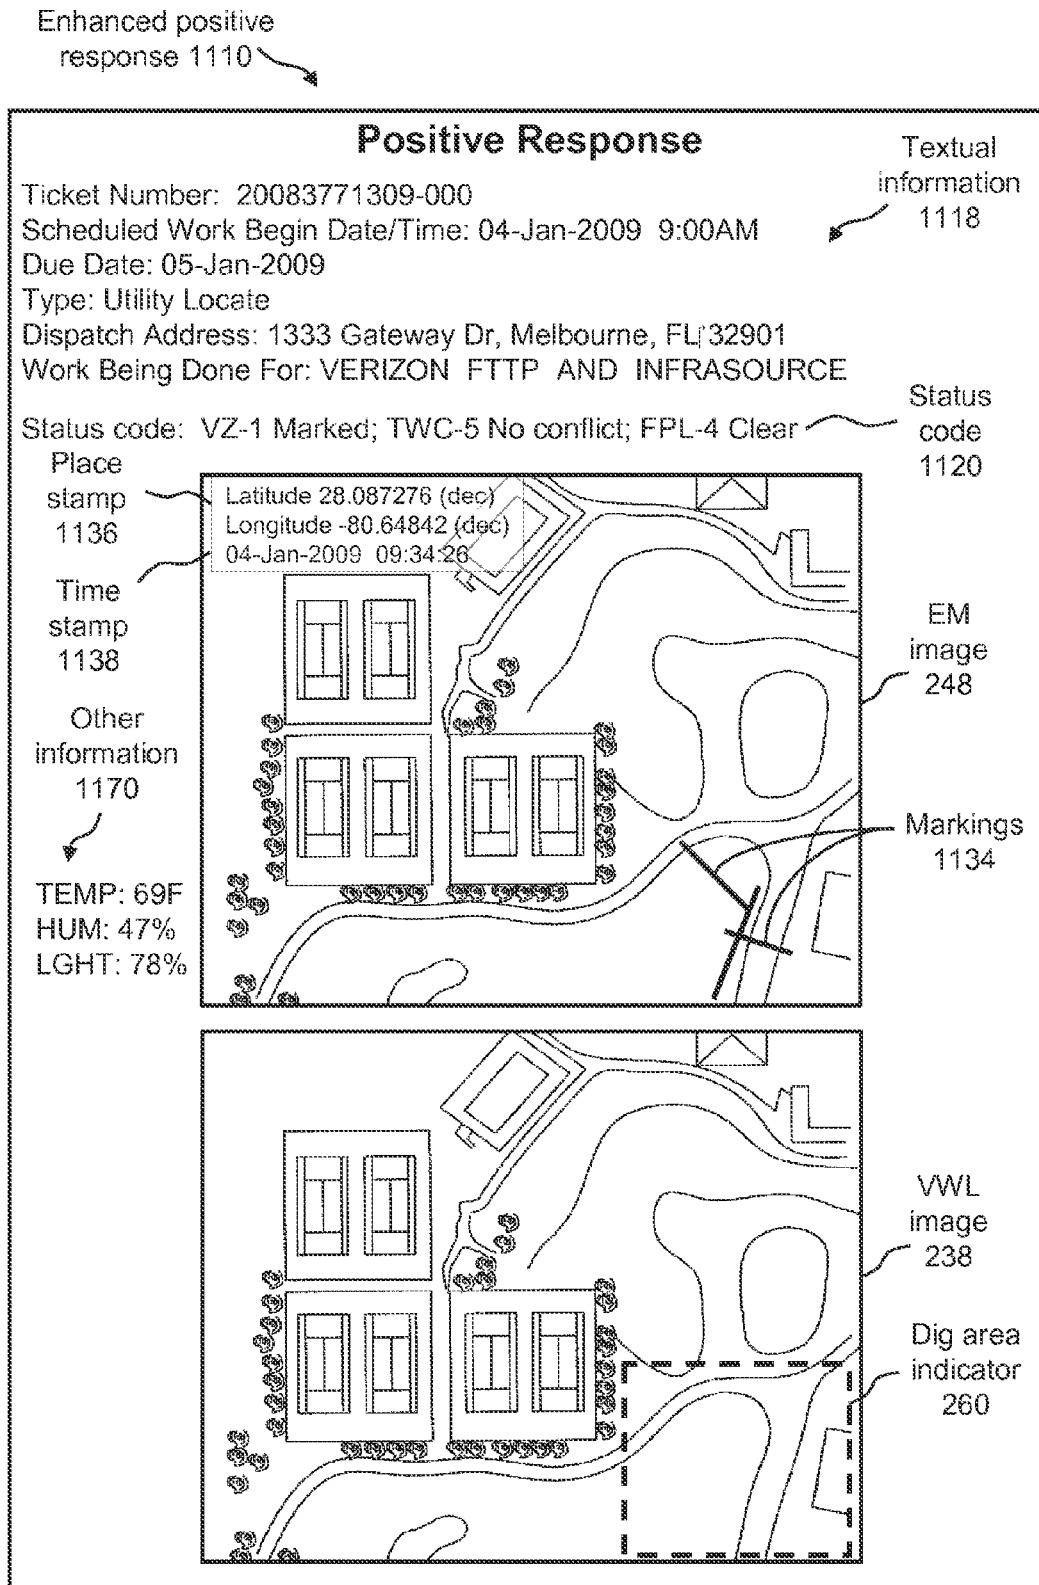 Enhanced positive
response 1110
Positive Response
Textual
information
1118
Ticket Number: 20083771309-000
Scheduled Work Begin Date/Time: 04-Jan-2009 9:00AM
Due Date: 05-Jan-2009
Type: Utility Locate
Dispatch Address: 1333 Gateway Dr, Melbourne, FL 32901
Work Being Done For: VERIZON FTTP AND INFRASOURCE
Status code: VZ-1 Marked; TWC-5 No conflict; FPL-4 Clear
Status
code
1120
Place
stamp
1136
Latitude 28.087276 (dec)
Longitude -80.64842 (dec)
04-Jan-2009 09:34:26
Time
stamp
1138
EM
image
248
Other
information
1170
Markings
1134
TEMP: 69F
HUM: 47%
LGHT: 78%
VWL
image
238
Dig area
indicator
260